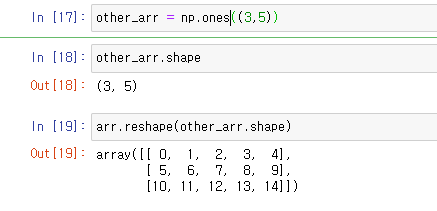 In [17]: other_arr = np.ones((3,5))
In [18]: other_arr.shape
Out[18]: (3, 5)
In [19]: arr.reshape(other_arr.shape)
Out[19]: array([[ 0,  1,  2,  3,  4],
       [ 5,  6,  7,  8,  9],
       [10, 11, 12, 13, 14]])